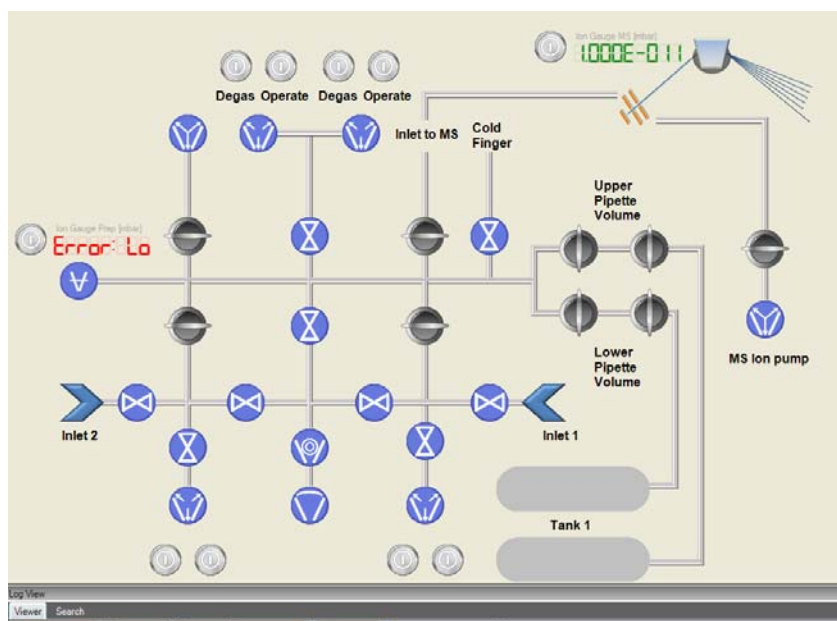 Ion Gauge MS [mbar]
1.000E-011
Degas Operate Degas Operate
Inlet to MS
Cold
Finger
Upper
Pipette
Volume
Ion Gauge Prep [mbar]
Error: Lo
Lower
Pipette
Volume
MS Ion pump
Inlet 2
Inlet 1
Tank 1
Log View
Viewer Search